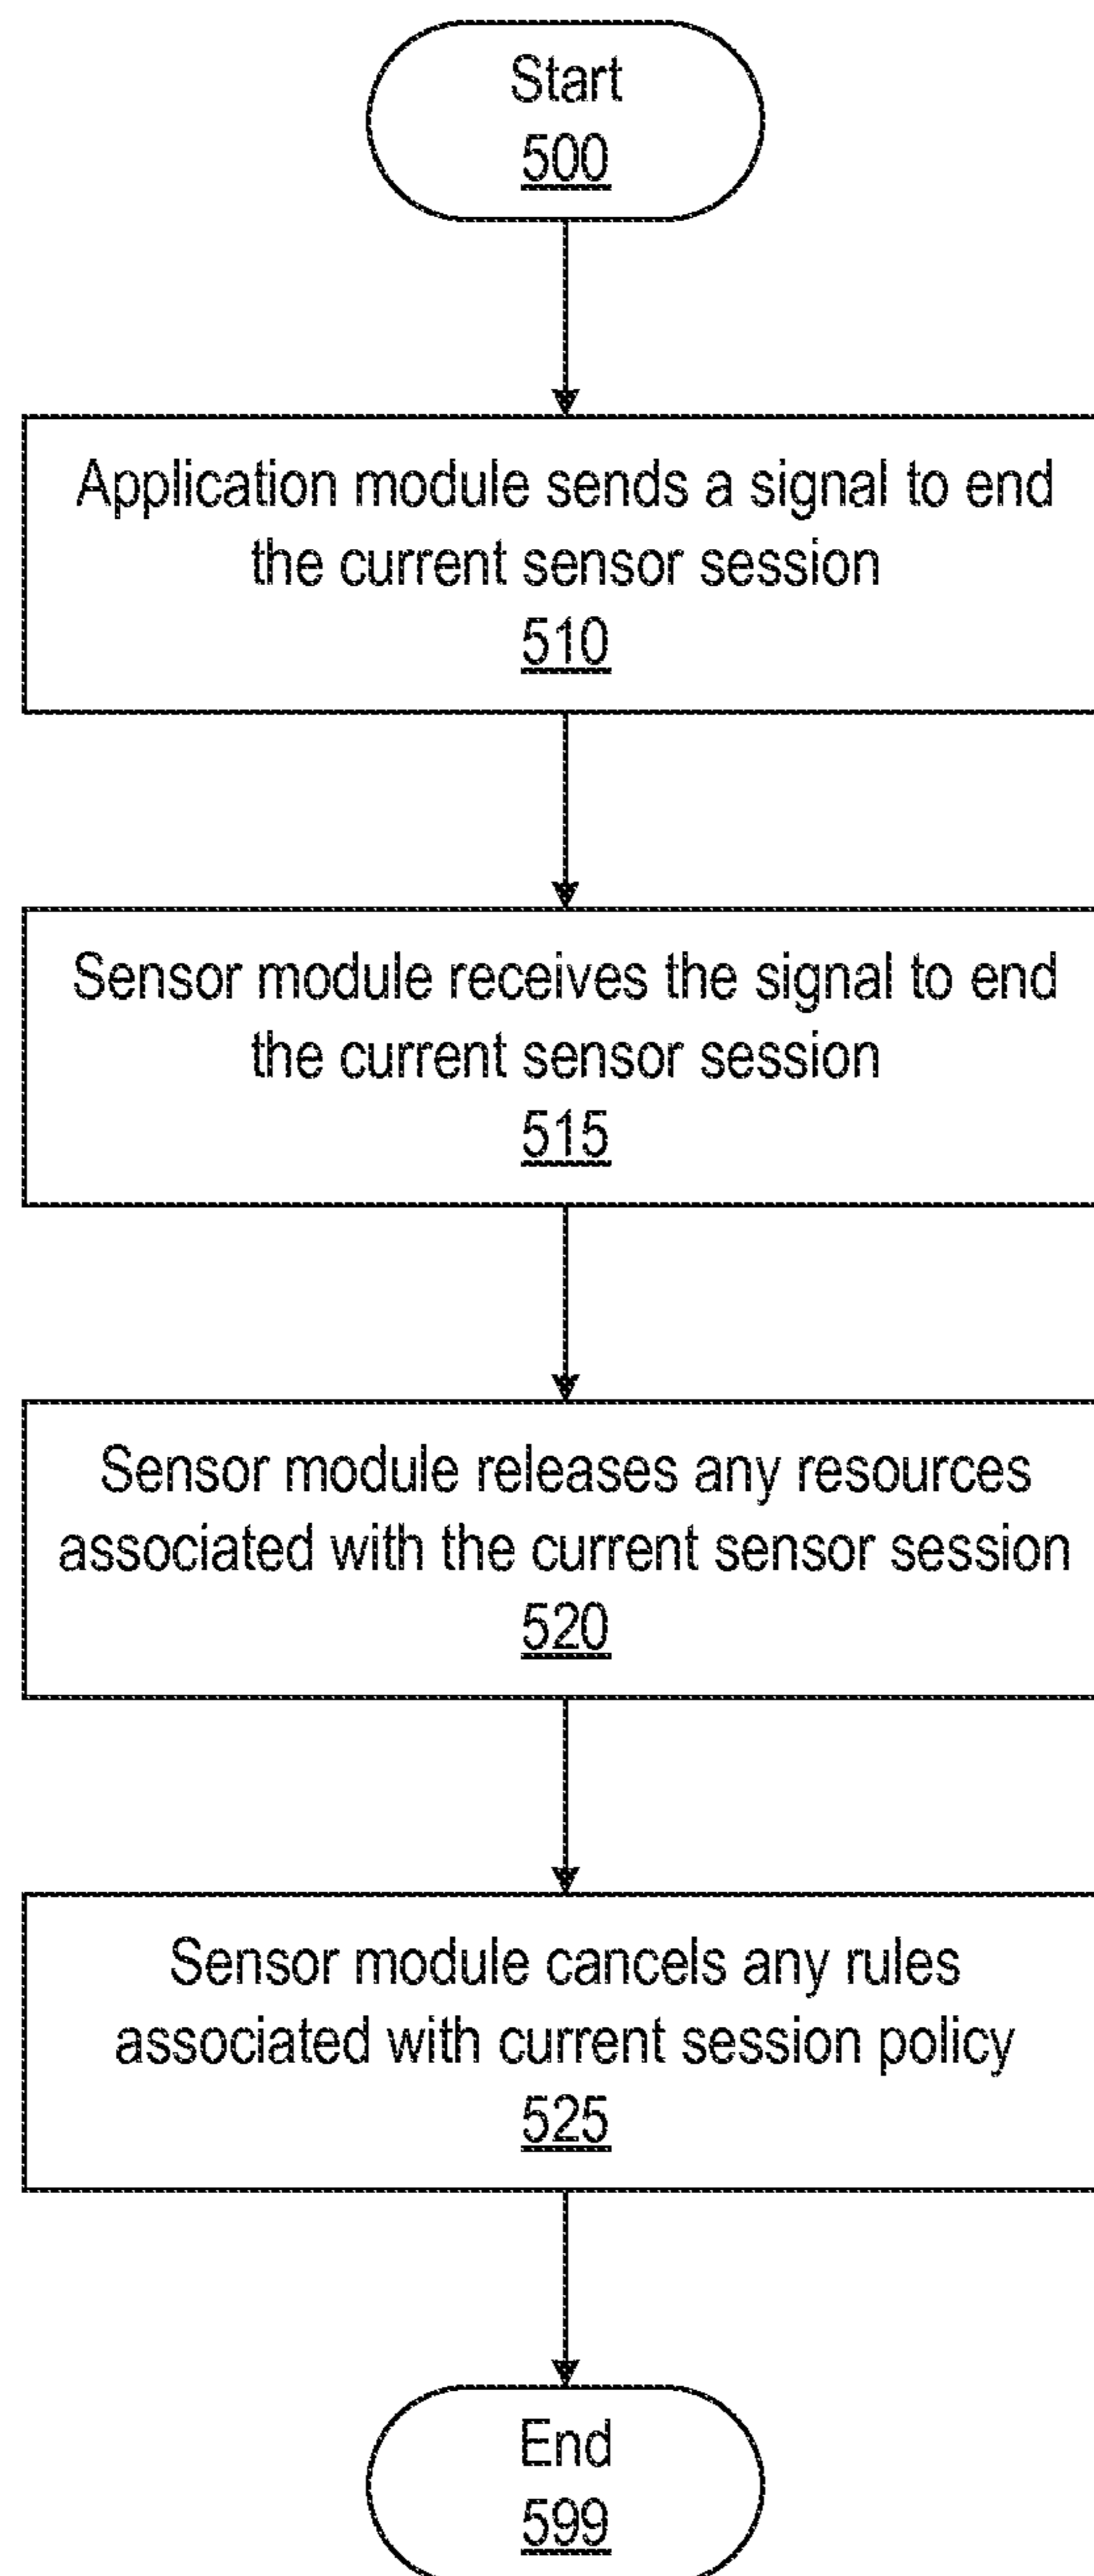 Start
500
Application module sends a signal to end
the current sensor session
510
Sensor module receives the signal to end
the current sensor session
515
Sensor module releases any resources
associated with the current sensor session
520
Sensor module cancels any rules
associated with current session policy
525
End
599